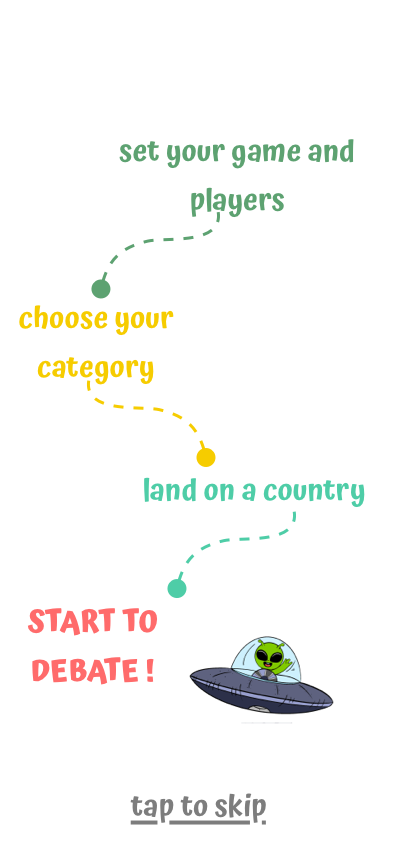 set your game and
players
choose your
category
land on a country
START TO
DEBATE !
tap to skip